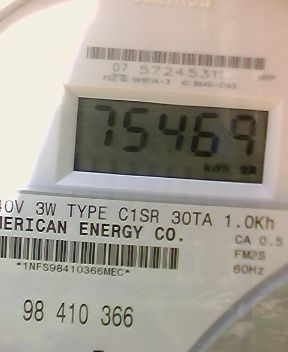 07 5724531
75469
kWh
40V 3W TYPE C1SR 30TA 1.0Kh
MERICAN ENERGY CO.
CA 0.5
FM2S
60Hz
*1NFS98410366MEC*
98 410 366